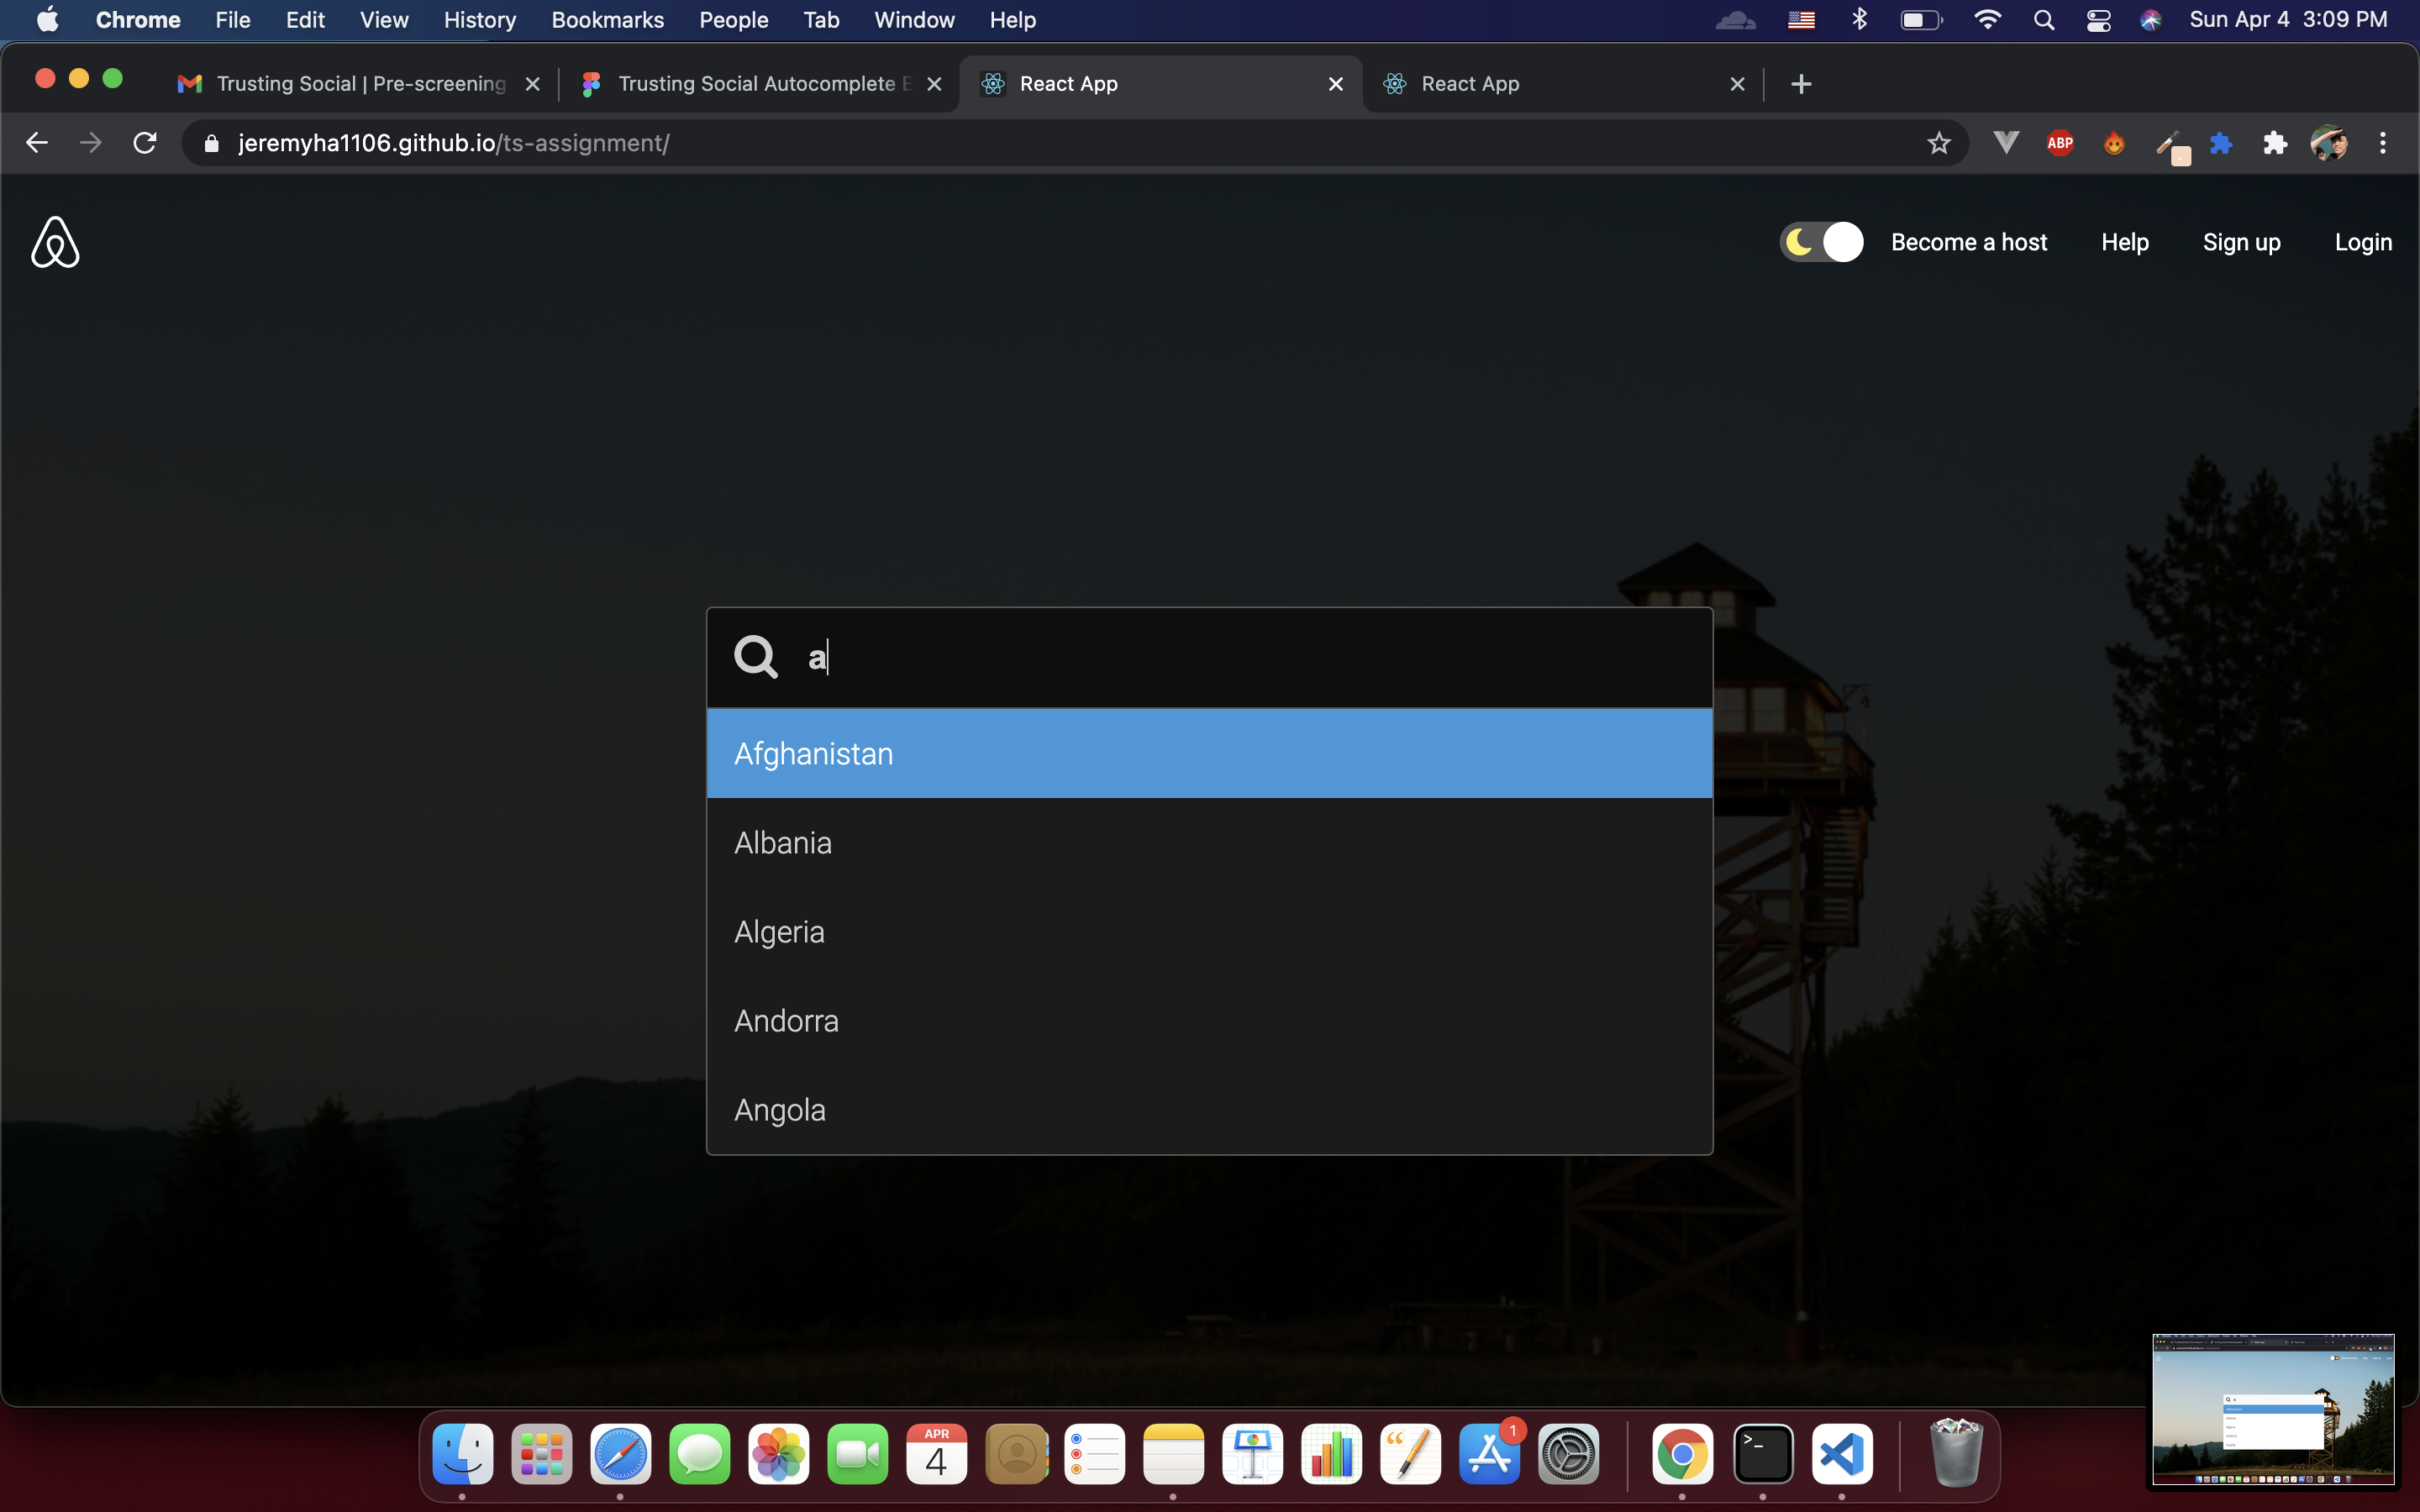 Chrome File Edit View History Bookmarks People Tab Window Help Sun Apr 4 3:09 PM
Trusting Social | Pre-screening Trusting Social Autocomplete E React App React App
jeremyha1106.github.io/ts-assignment/ ABP
Become a host Help Sign up Login
a
Afghanistan
Albania
Algeria
Andorra
Angola
APR
4
1
>_